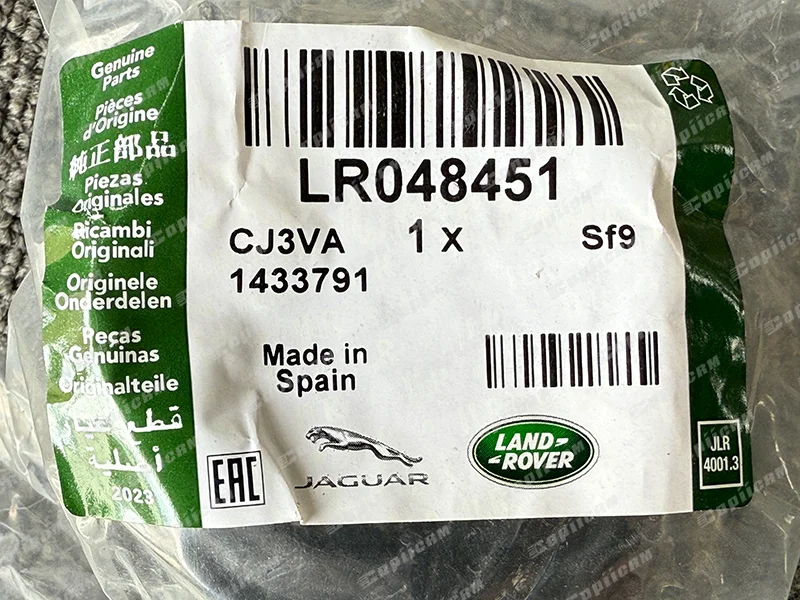 Genuine
Parts
Pièces
d'Origine
純正部品
Piezas
Originales
Ricambi
Originali
Originele
Onderdelen
Peças
Genuinas
Originalteile
قطع غيار
أصلية
2023
LR048451
CJ3VA 1 X Sf9
1433791
Made in
Spain
EAC
JAGUAR
LAND-
-ROVER
JLR
4001.3
CopiiCAM